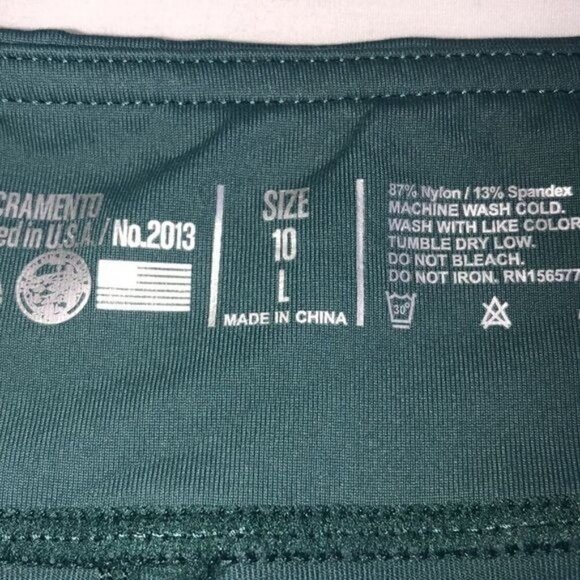 CRAMENTO
ed in U.S.A. / No.2013
SIZE
10
L
MADE IN CHINA
87% Nylon / 13% Spandex
MACHINE WASH COLD.
WASH WITH LIKE COLOR
TUMBLE DRY LOW.
DO NOT BLEACH.
DO NOT IRON. RN156577
30